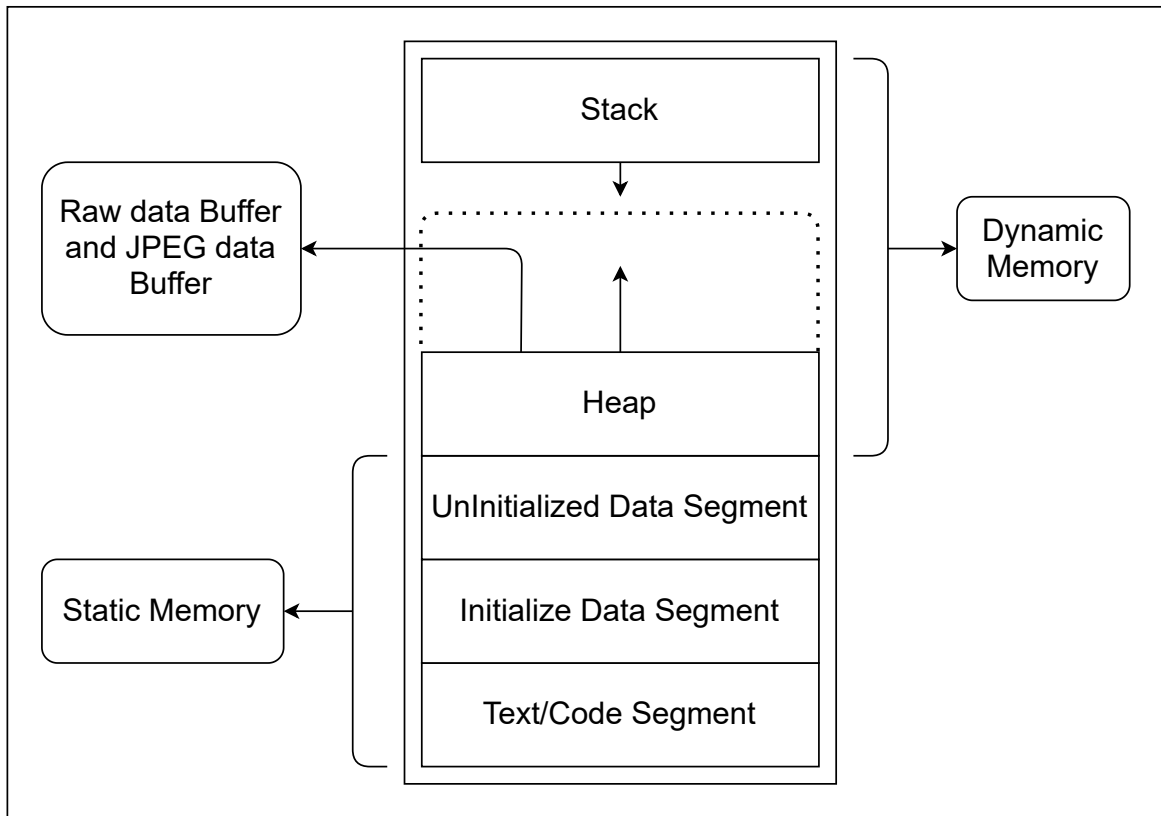 Stack
Raw data Buffer
and JPEG data
Buffer
Dynamic
Memory
Heap
UnInitialized Data Segment
Static Memory
Initialize Data Segment
Text/Code Segment